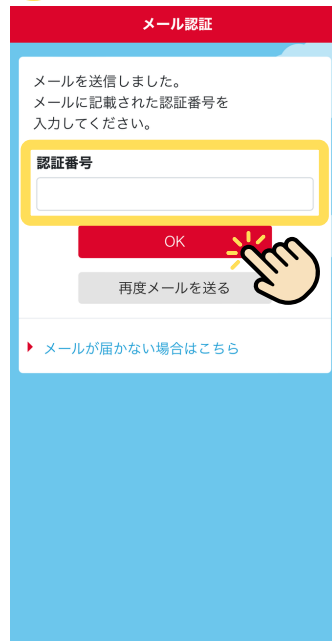 メール認証
メールを送信しました。
メールに記載された認証番号を
入力してください。
認証番号
OK
再度メールを送る
メールが届かない場合はこちら